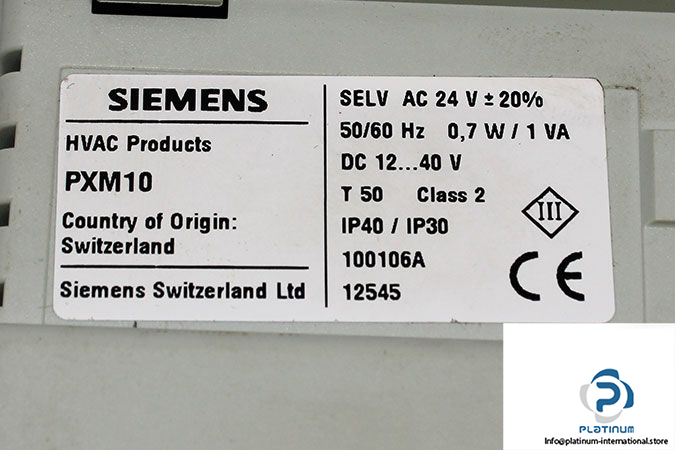 SIEMENS
HVAC Products
PXM10
Country of Origin:
Switzerland
Siemens Switzerland Ltd
SELV AC 24 V ± 20%
50/60 Hz 0,7 W / 1 VA
DC 12...40 V
T 50 Class 2
IP40 / IP30
100106A
12545
III
CE
PLATINUM
Info@platinum-international.store